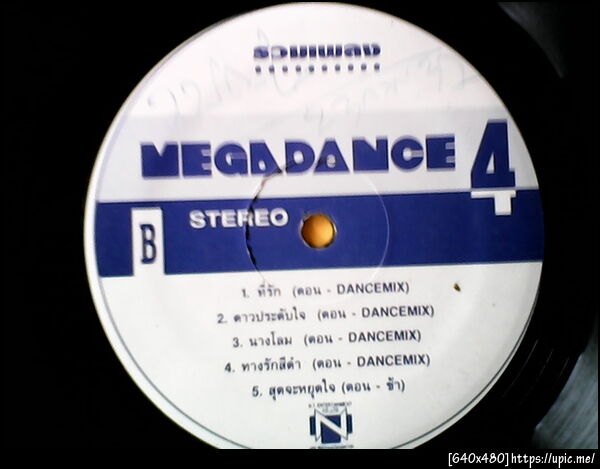 รวมเพลง
MEGADANCE 4
B
STEREO
1. ที่รัก (ตอน - DANCEMIX)
2. ดาวประดับใจ (ตอน - DANCEMIX)
3. นางโลม (ตอน - DANCEMIX)
4. ทางรักสีดำ (ตอน - DANCEMIX)
5. สุดจะหยุดใจ (ตอน - ช้า)
N
[640x480]https://upic.me/